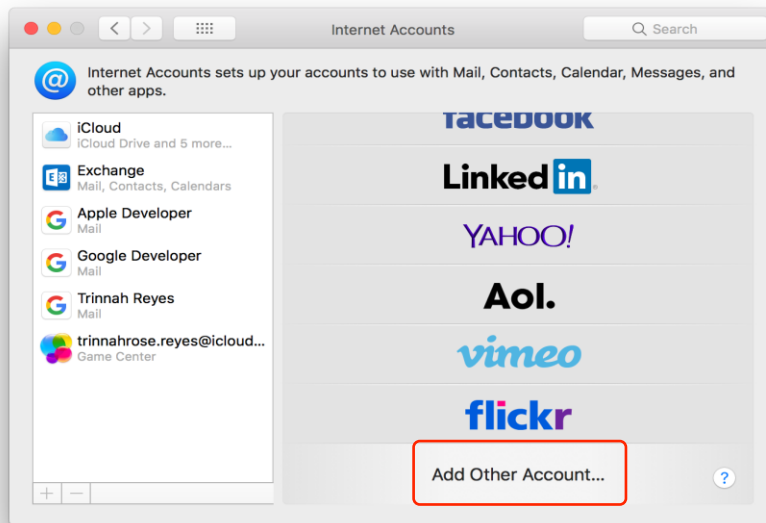 Internet Accounts
Search
Internet Accounts sets up your accounts to use with Mail, Contacts, Calendar, Messages, and
other apps.
iCloud
iCloud Drive and 5 more...
Exchange
Mail, Contacts, Calendars
Apple Developer
Mail
Google Developer
Mail
Trinnah Reyes
Mail
trinnahrose.reyes@icloud...
Game Center
facebook
Linked in
YAHOO!
Aol.
vimeo
flickr
Add Other Account...
?